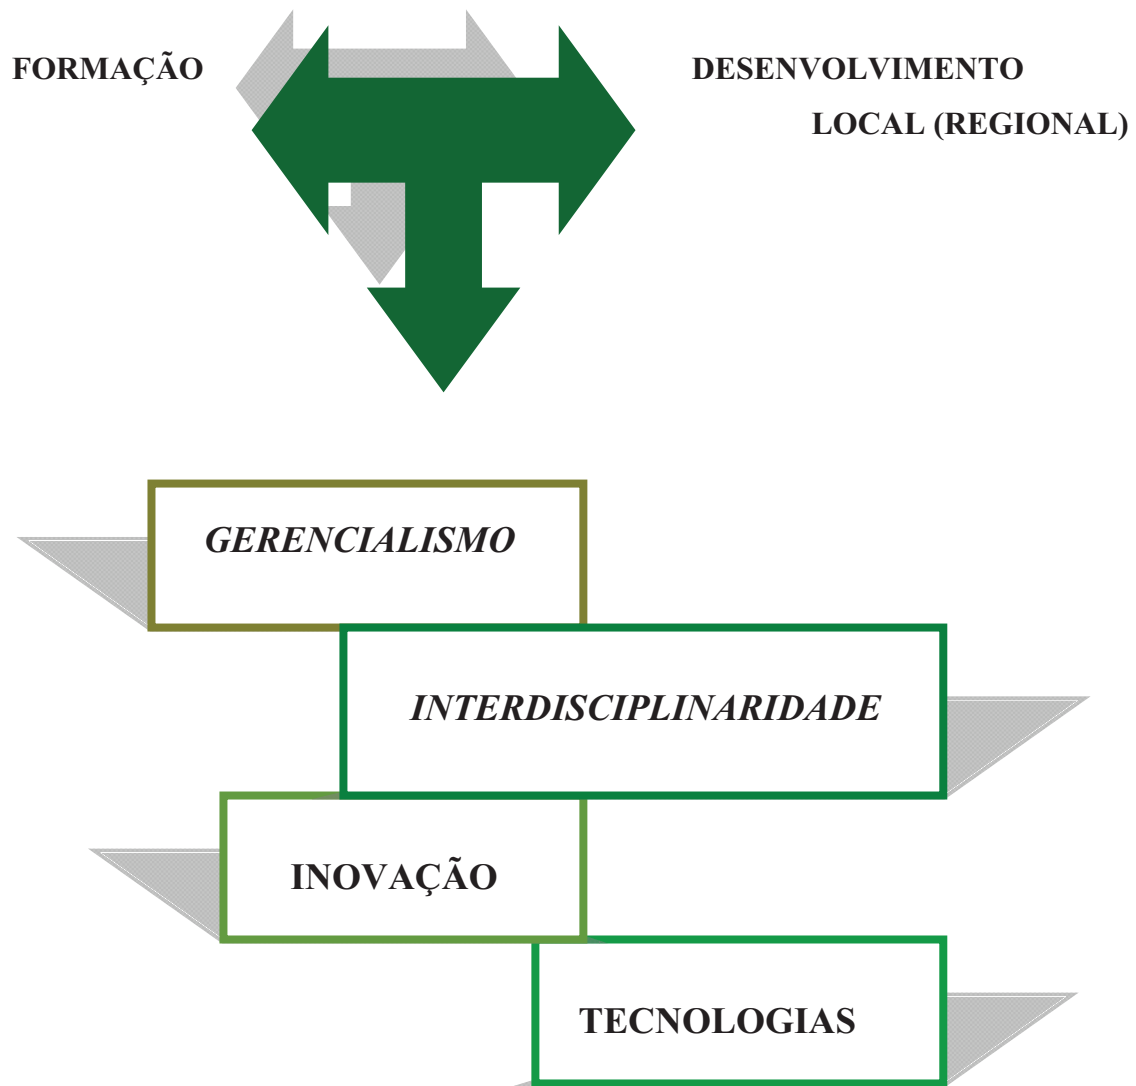 FORMAÇÃO
DESENVOLVIMENTO
LOCAL (REGIONAL)
GERENCIALISMO
INTERDISCIPLINARIDADE
INOVAÇÃO
TECNOLOGIAS